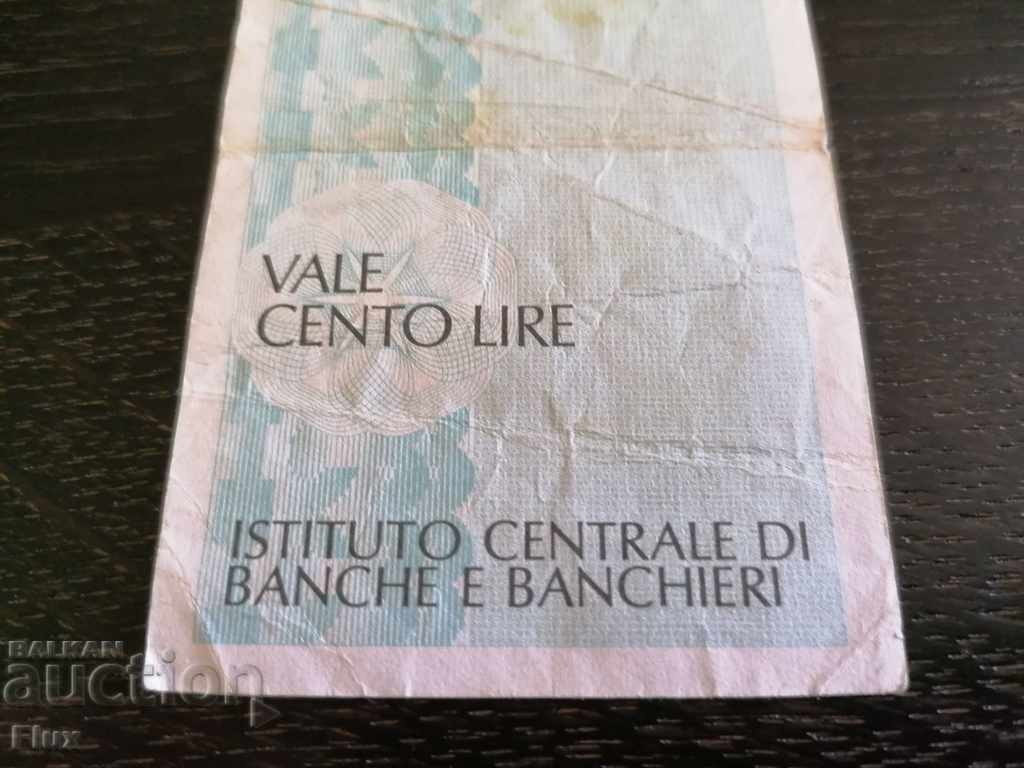 VALE
CENTO LIRE
ISTITUTO CENTRALE DI
BANCHE E BANCHIERI
BALKAN
auction
Flux